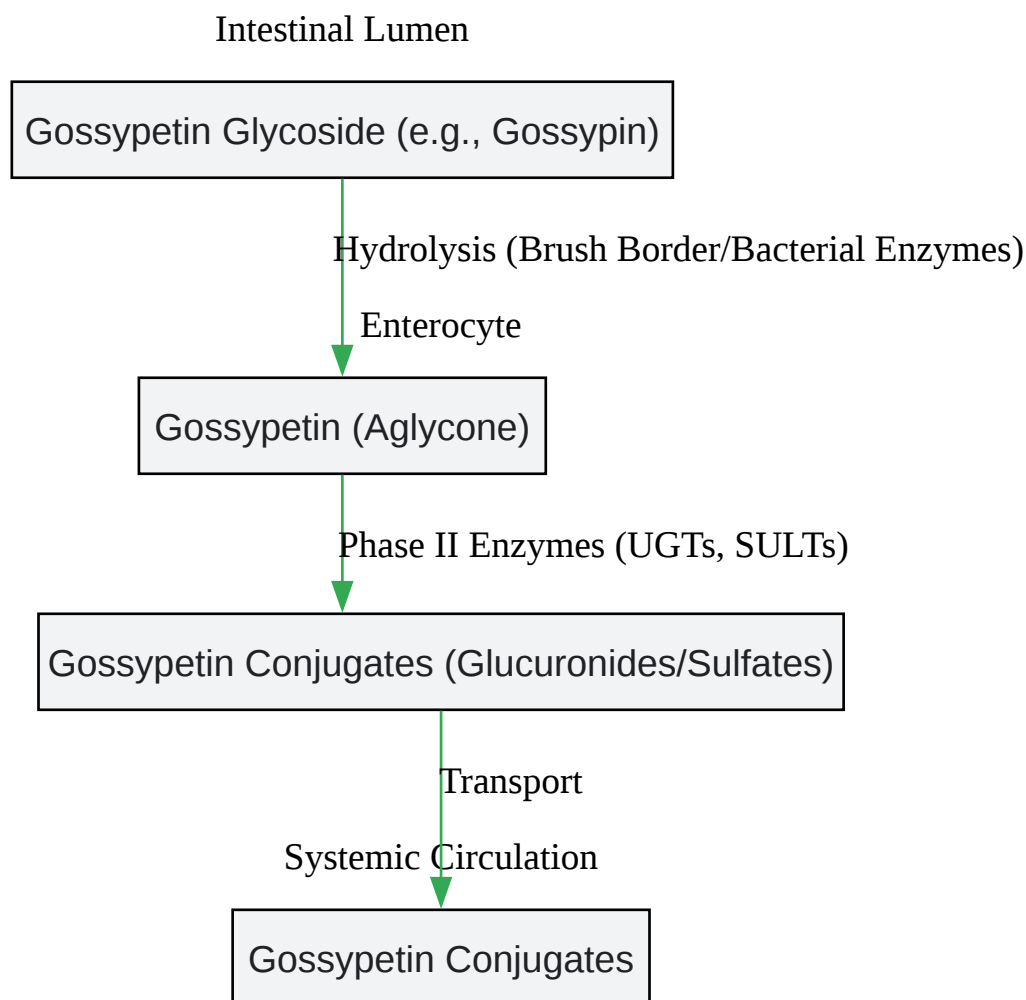 Intestinal Lumen
Gossypetin Glycoside (e.g., Gossypin)
Hydrolysis (Brush Border/Bacterial Enzymes)
Enterocyte
Gossypetin (Aglycone)
Phase II Enzymes (UGTs, SULTs)
Gossypetin Conjugates (Glucuronides/Sulfates)
Transport
Systemic Circulation
Gossypetin Conjugates